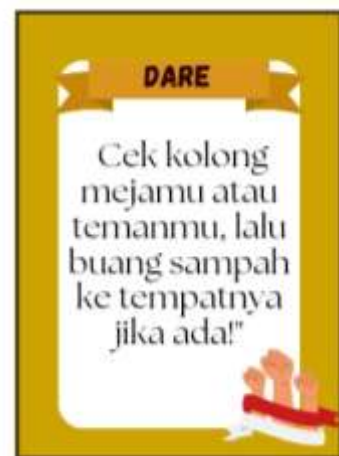 DARE
Cek kolong
mejamu atau
temanmu, lalu
buang sampah
ke tempatnya
jika ada!"